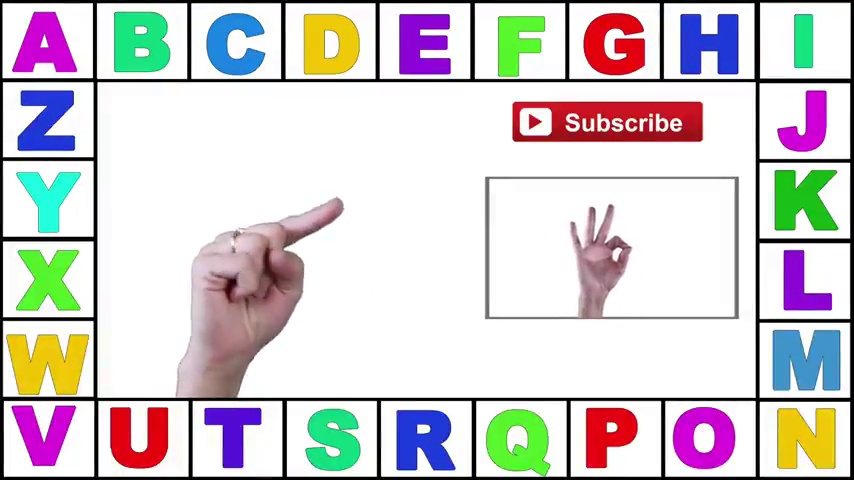 A B C D E F G H I
Subscribe
Z J
Y K
X L
W M
V U T S R Q P O N